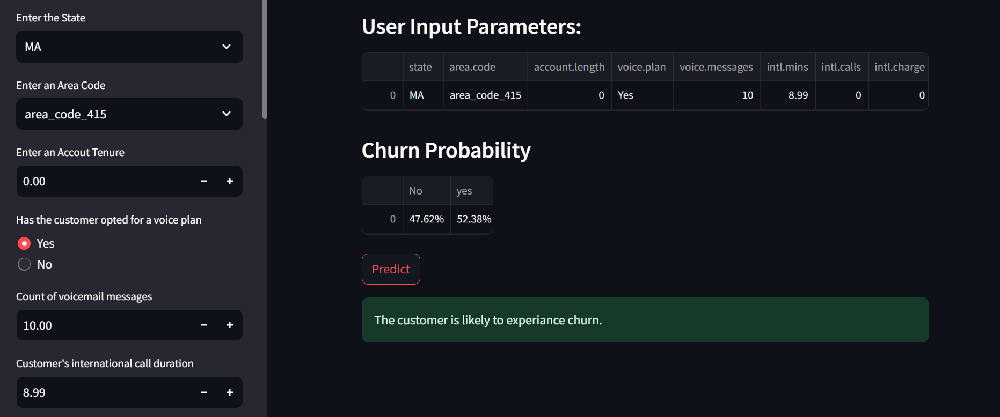 Enter the State
MA
Enter an Area Code
area_code_415
Enter an Accout Tenure
0.00
Has the customer opted for a voice plan
Yes
No
Count of voicemail messages
10.00
Customer's international call duration
8.99
User Input Parameters:
state area.code account.length voice.plan voice.messages intl.mins intl.calls intl.charge
0 MA area_code_415 0 Yes 10 8.99 0 0
Churn Probability
No yes
0 47.62% 52.38%
Predict
The customer is likely to experiance churn.